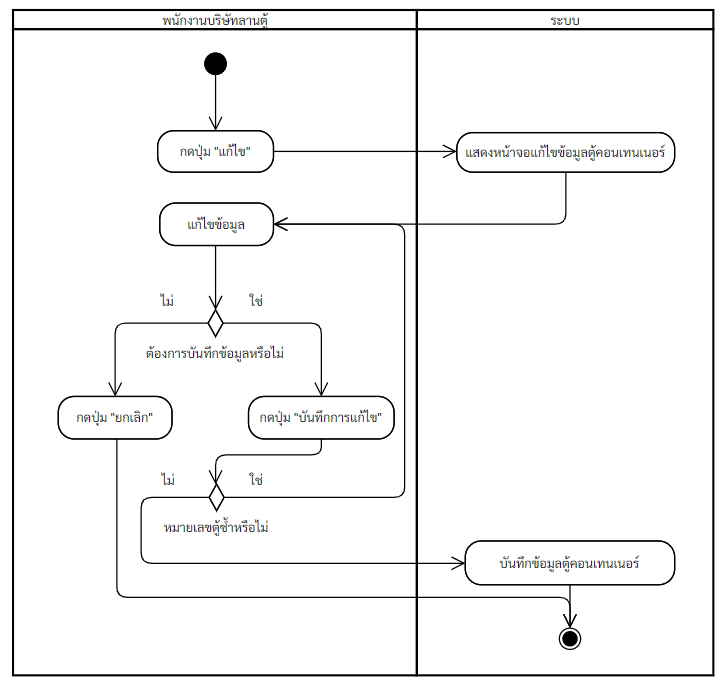 พนักงานบริษัทลานตู้
ระบบ
กดปุ่ม "แก้ไข"
แสดงหน้าจอแก้ไขข้อมูลตู้คอนเทนเนอร์
แก้ไขข้อมูล
ไม่
ใช่
ต้องการบันทึกข้อมูลหรือไม่
กดปุ่ม "ยกเลิก"
กดปุ่ม "บันทึกการแก้ไข"
ไม่
ใช่
หมายเลขตู้ซ้ำหรือไม่
บันทึกข้อมูลตู้คอนเทนเนอร์